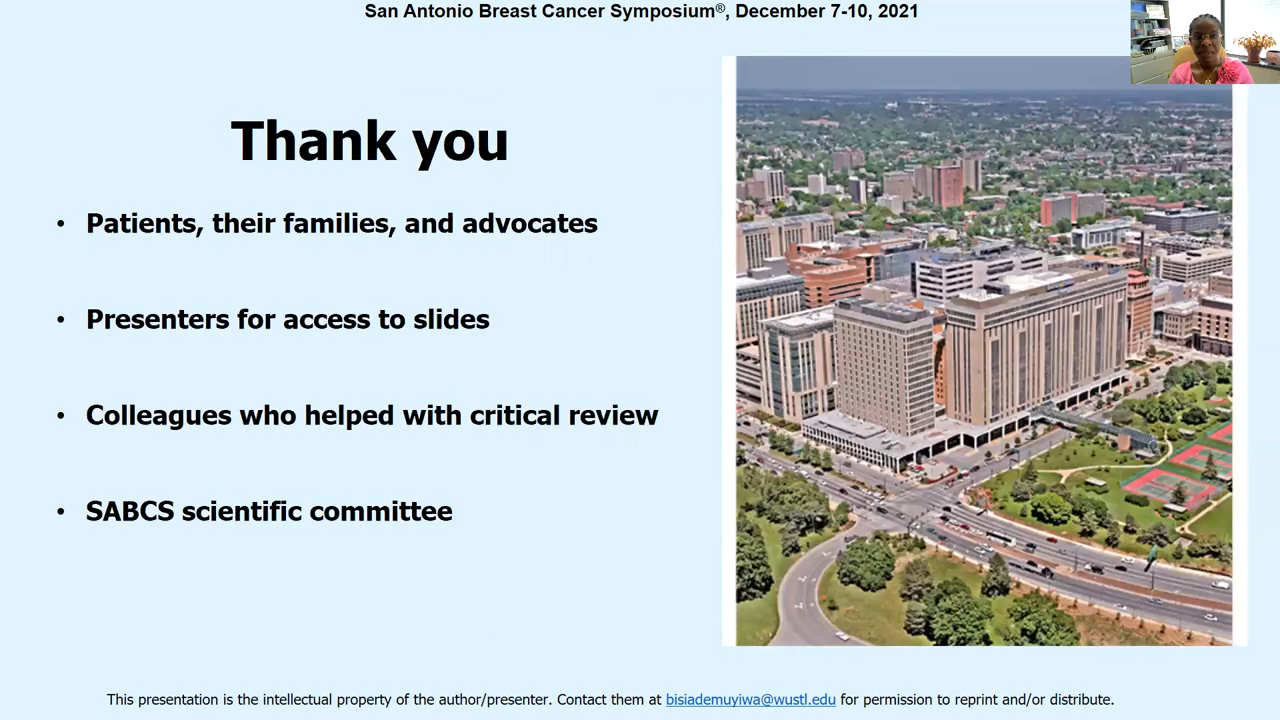 San Antonio Breast Cancer Symposium®, December 7-10, 2021
Thank you
• Patients, their families, and advocates
• Presenters for access to slides
• Colleagues who helped with critical review
• SABCS scientific committee
This presentation is the intellectual property of the author/presenter. Contact them at bisiademuyiwa@wustl.edu for permission to reprint and/or distribute.